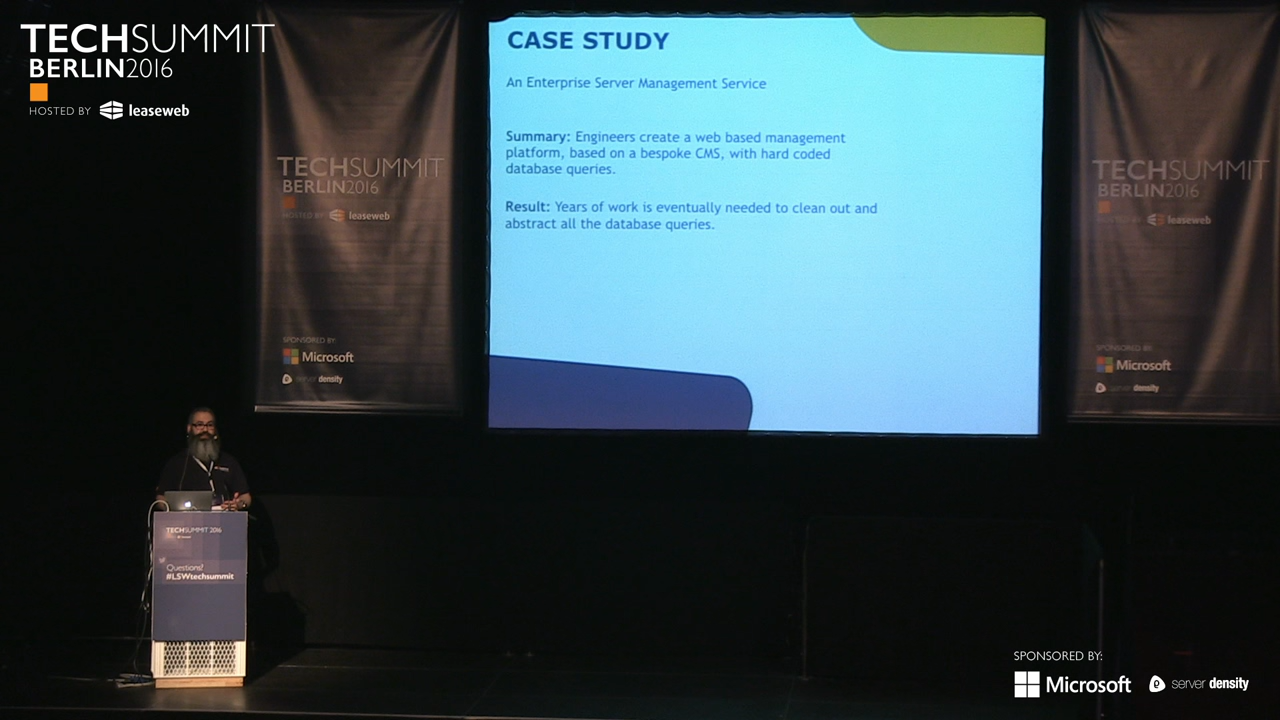 TECHSUMMIT
BERLIN2016
HOSTED BY leaseweb
CASE STUDY
An Enterprise Server Management Service
Summary: Engineers create a web based management
platform, based on a bespoke CMS, with hard coded
database queries.
Result: Years of work is eventually needed to clean out and
abstract all the database queries.
TECHSUMMIT
BERLIN2016
HOSTED BY leaseweb
SPONSORED BY:
Microsoft
server density
TECHSUMMIT
BERLIN2016
HOSTED BY leaseweb
SPONSORED BY:
Microsoft
server density
TECHSUMMIT 2016
Questions?
#LSWtechsummit
SPONSORED BY:
Microsoft
server density